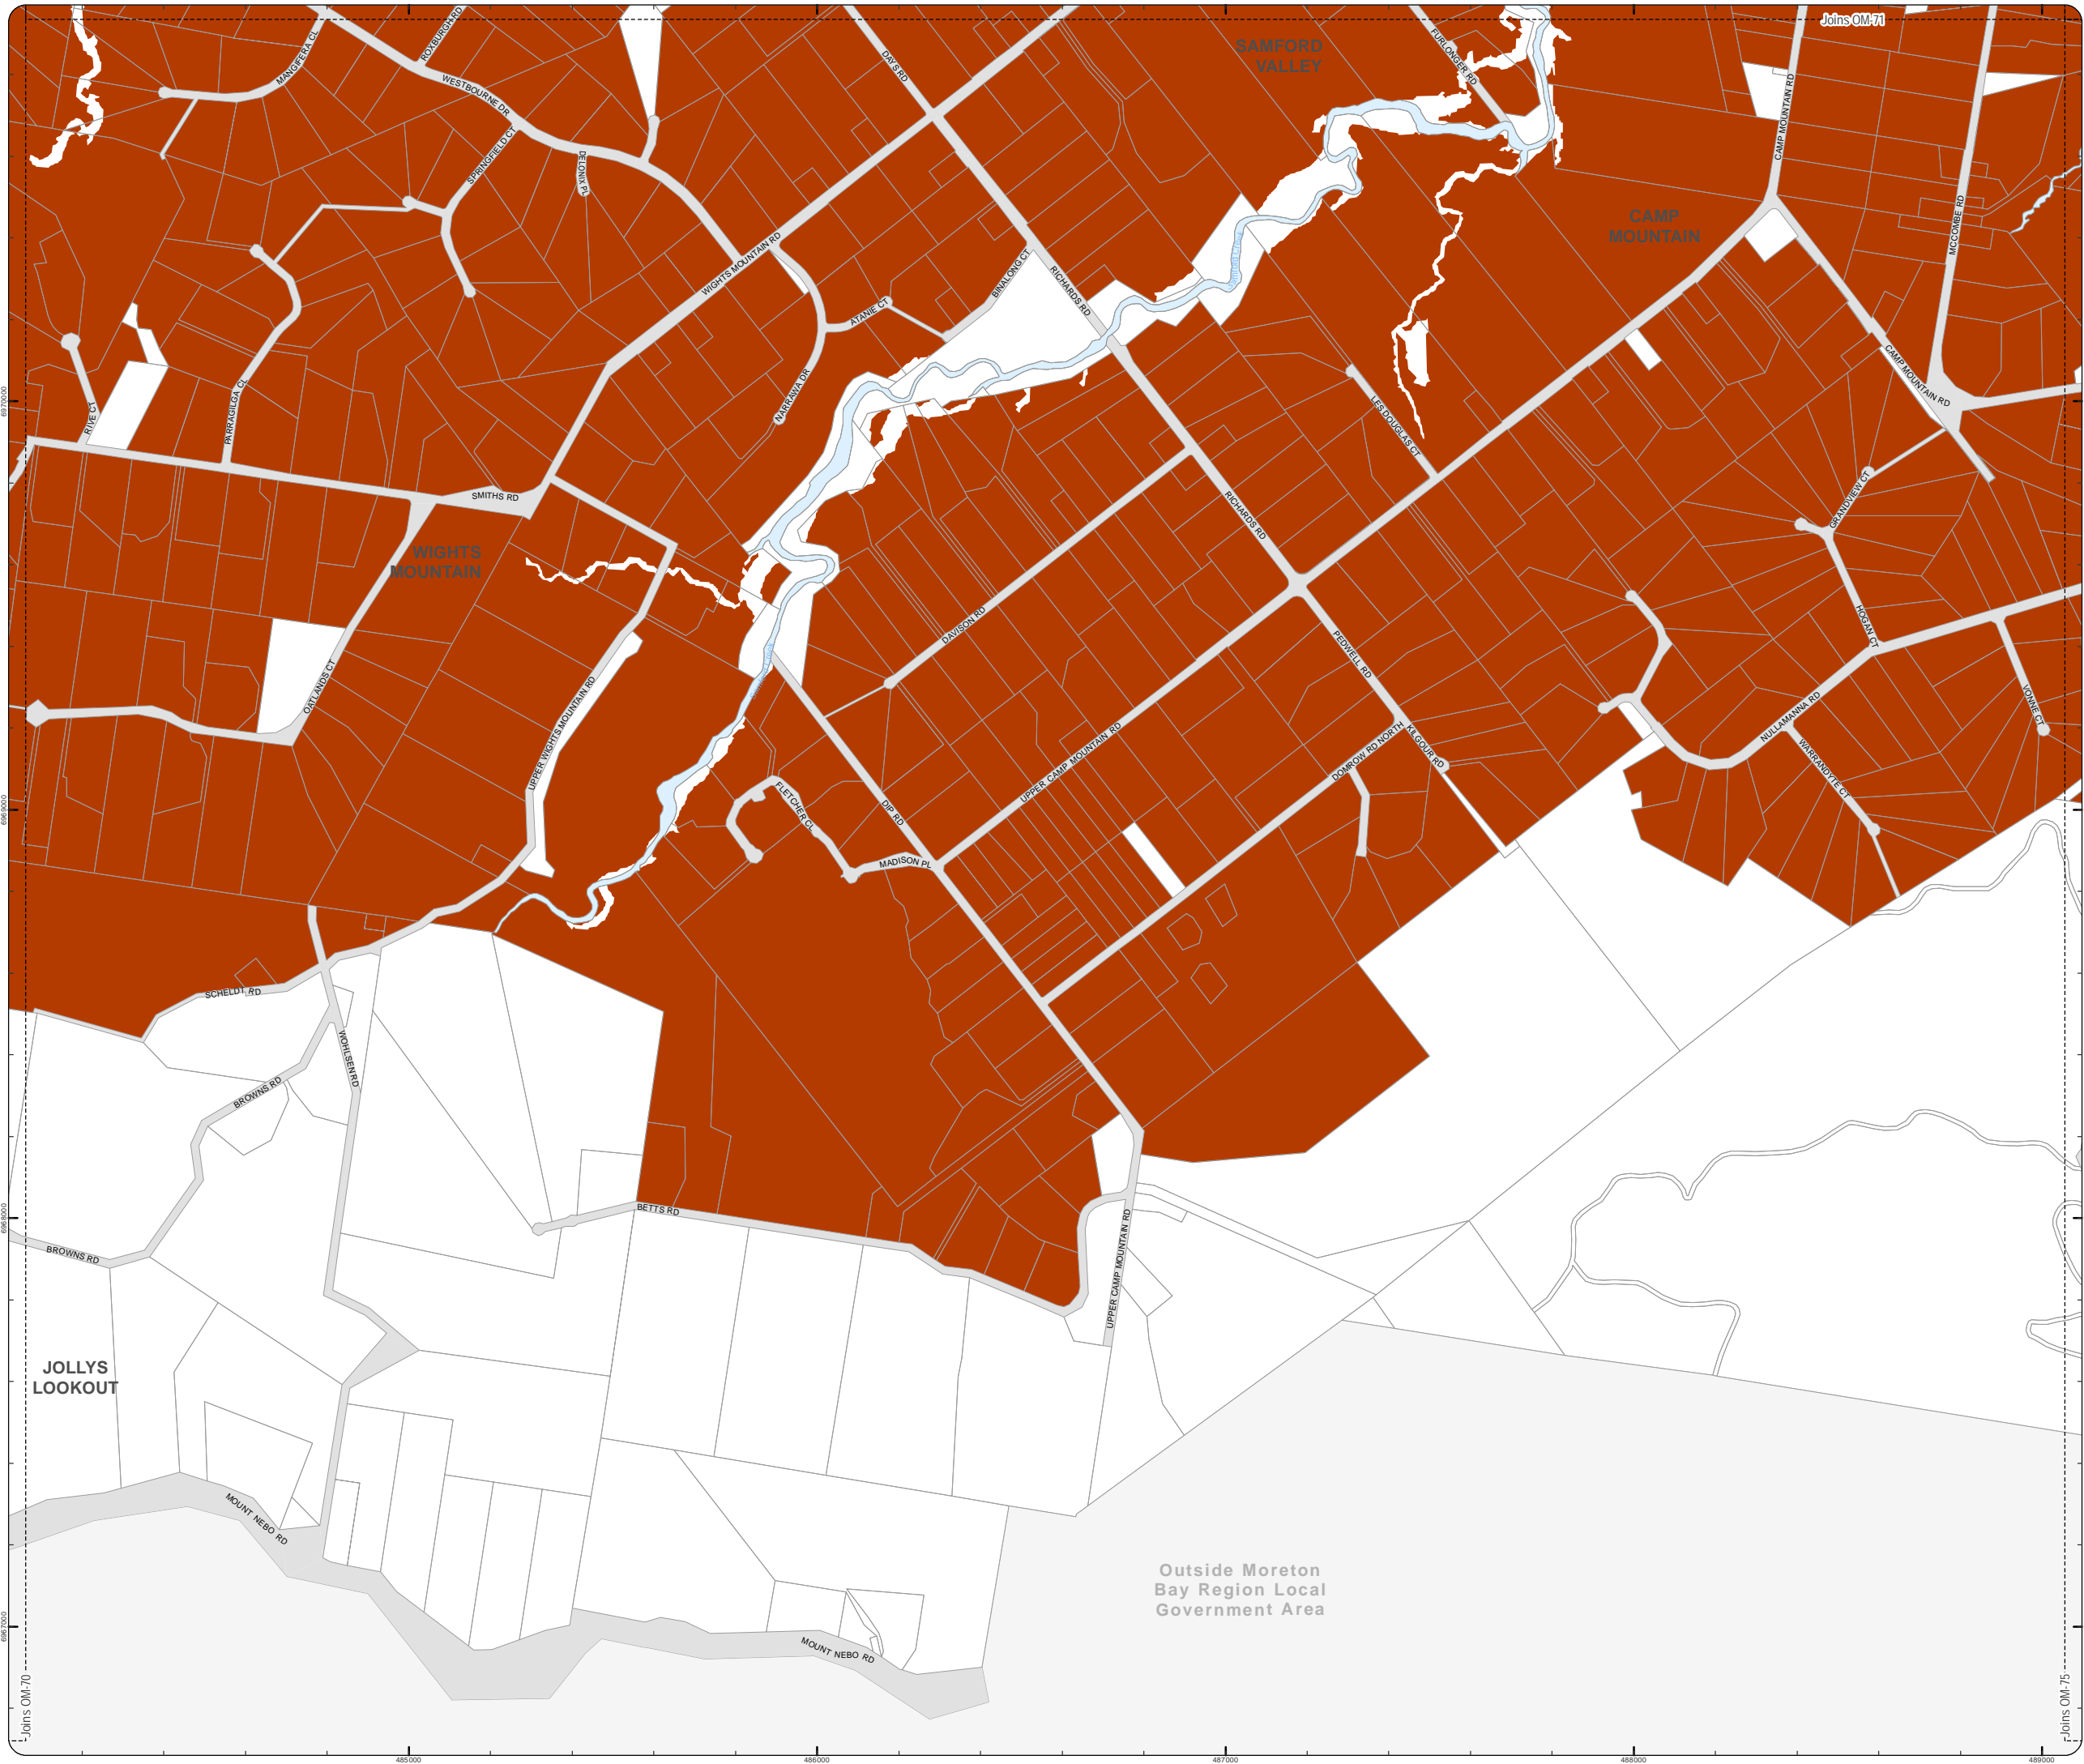 Joins OM-71
MANGIFERA CL
ROXBURGH RD
WESTBOURNE DR
SPRINGFIELD CT
DELONIX PL
DAYS RD
SAMFORD
VALLEY
FURLONGER RD
CAMP MOUNTAIN RD
MCCOMBE RD
CAMP
MOUNTAIN
WIGHTS MOUNTAIN RD
BINALONG CT
RICHARDS RD
ATANIE CT
NARRAWA DR
RIVE CT
PARRAGILGA CL
LES DOUGLAS CT
CAMP MOUNTAIN RD
6970000
SMITHS RD
RICHARDS RD
GRANDVIEW CT
WIGHTS
MOUNTAIN
DAVISON RD
PEDWELL RD
HOGAN CT
OATLANDS CT
UPPER WIGHTS MOUNTAIN RD
UPPER CAMP MOUNTAIN RD
DOMROW RD NORTH
KILGOUR RD
NULLAMANNA RD
WARRANDYTE CT
VONNE CT
6969000
FLETCHER CL
DIP RD
MADISON PL
SCHELDT RD
WOHLSEN RD
BROWNS RD
6968000
BETTS RD
BROWNS RD
UPPER CAMP MOUNTAIN RD
JOLLYS
LOOKOUT
MOUNT NEBO RD
Outside Moreton
Bay Region Local
Government Area
6967000
MOUNT NEBO RD
Joins OM-70
Joins OM-75
485000
486000
487000
488000
489000